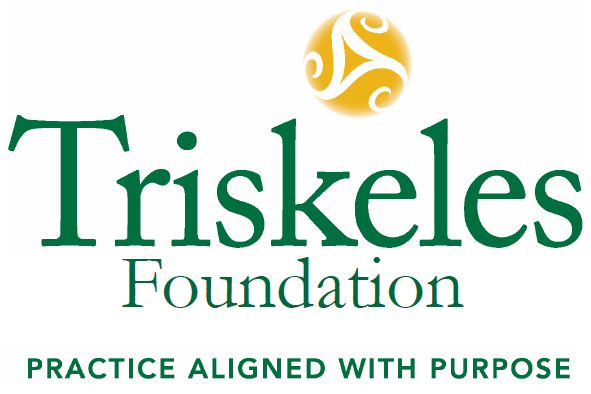 Triskeles
Foundation
PRACTICE ALIGNED WITH PURPOSE